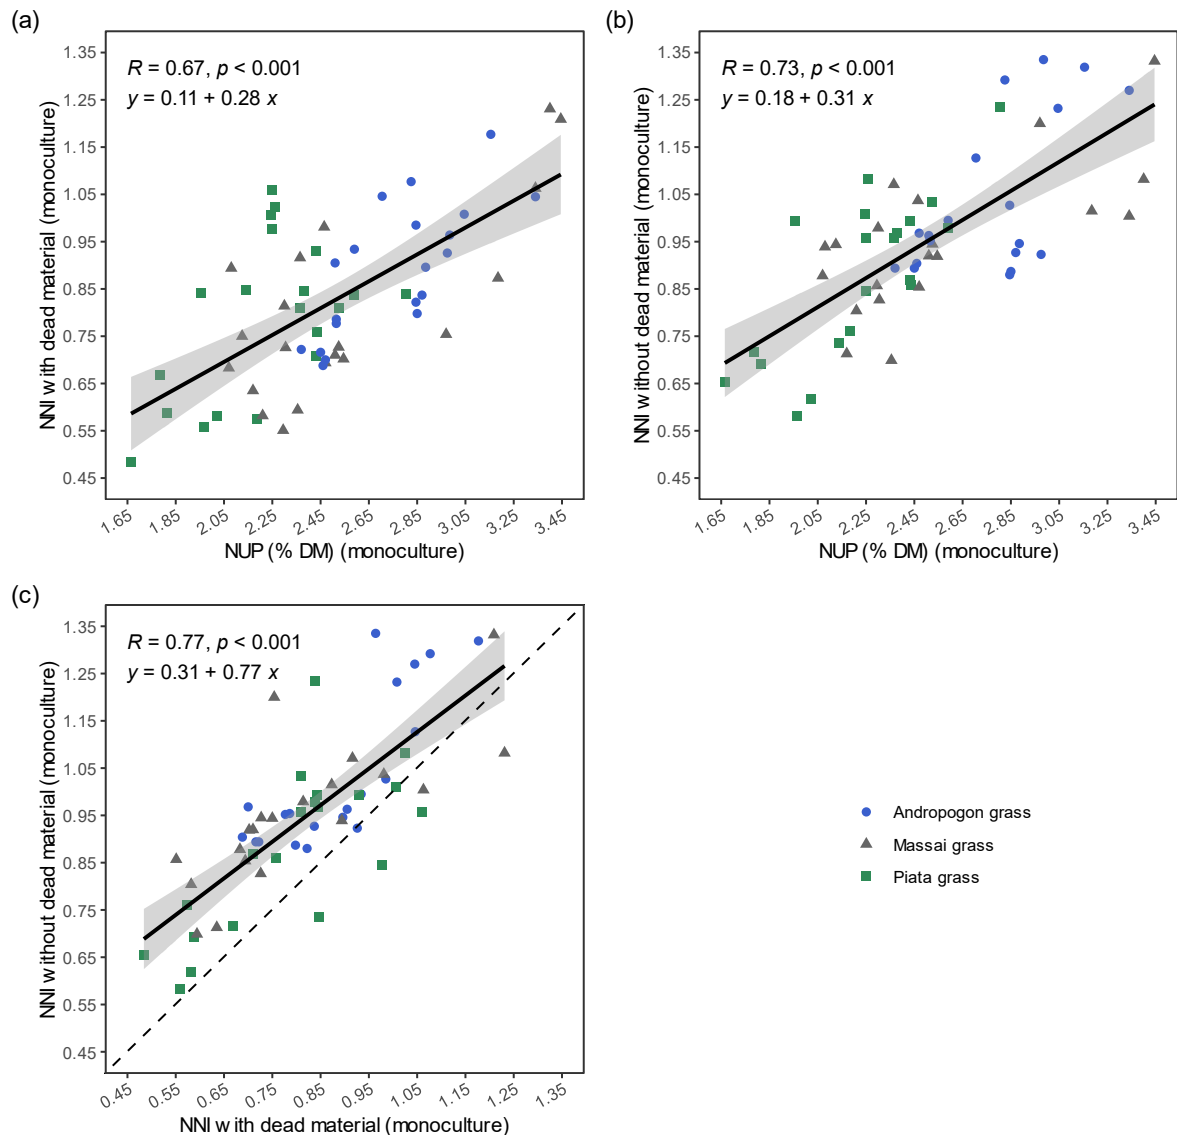 (a)
R = 0.67, p < 0.001
y = 0.11 + 0.28 x
NNI with dead material (monoculture)
1.35
1.25
1.15
1.05
0.95
0.85
0.75
0.65
0.55
0.45
1.65 1.85 2.05 2.25 2.45 2.65 2.85 3.05 3.25 3.45
NUP (% DM) (monoculture)
(b)
R = 0.73, p < 0.001
y = 0.18 + 0.31 x
NNI without dead material (monoculture)
1.35
1.25
1.15
1.05
0.95
0.85
0.75
0.65
0.55
0.45
1.65 1.85 2.05 2.25 2.45 2.65 2.85 3.05 3.25 3.45
NUP (% DM) (monoculture)
(c)
R = 0.77, p < 0.001
y = 0.31 + 0.77 x
NNI without dead material (monoculture)
1.35
1.25
1.15
1.05
0.95
0.85
0.75
0.65
0.55
0.45
0.45 0.55 0.65 0.75 0.85 0.95 1.05 1.15 1.25 1.35
NNI with dead material (monoculture)
Andropogon grass
Massai grass
Piata grass